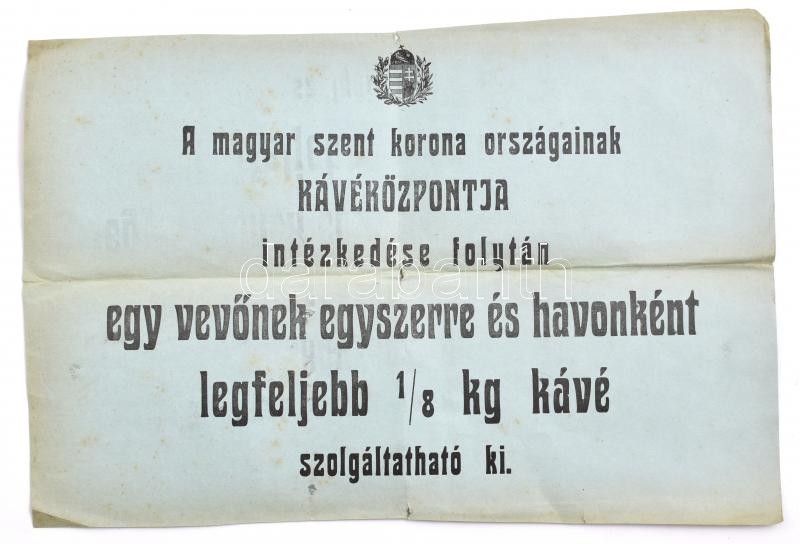 A magyar szent korona országainak
KÁVÉKÖZPONTJA
intézkedése folytán
darabanth
egy vevőnek egyszerre és havonként
legfeljebb 1/8 kg kávé
szolgáltatható ki.